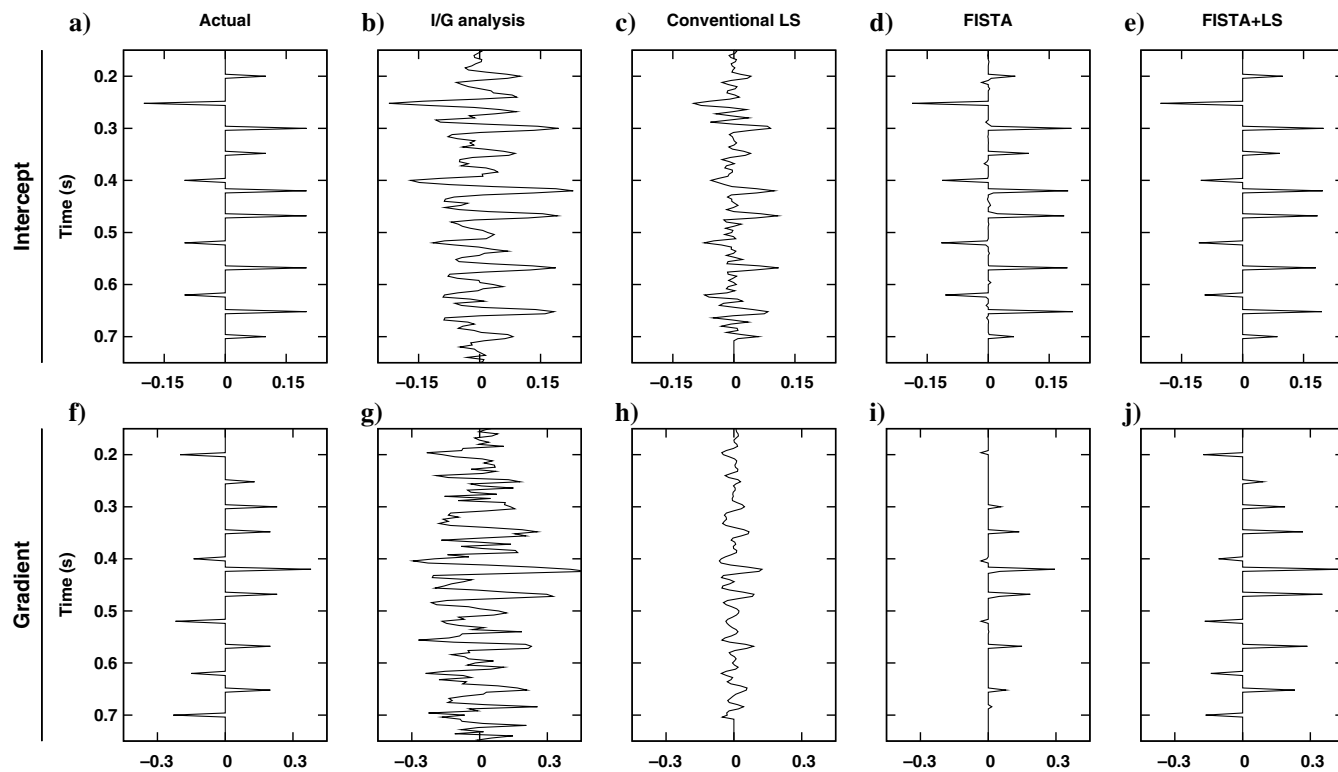 a) Actual
b) I/G analysis
c) Conventional LS
d) FISTA
e) FISTA+LS
Intercept
Time (s)
0.2
0.3
0.4
0.5
0.6
0.7
−0.15 0 0.15
−0.15 0 0.15
−0.15 0 0.15
−0.15 0 0.15
−0.15 0 0.15
f)
g)
h)
i)
j)
Gradient
Time (s)
0.2
0.3
0.4
0.5
0.6
0.7
−0.3 0 0.3
−0.3 0 0.3
−0.3 0 0.3
−0.3 0 0.3
−0.3 0 0.3